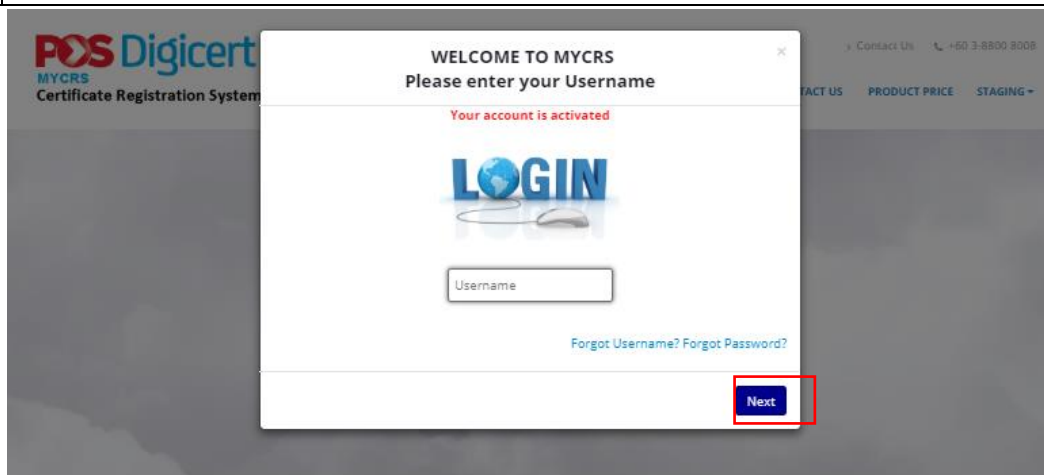 POS Digicert
MYCRS
Certificate Registration System
Contact Us +60 3-8800 8008
TACT US PRODUCT PRICE STAGING
WELCOME TO MYCRS
Please enter your Username
×
Your account is activated
LOGIN
Username
Forgot Username? Forgot Password?
Next